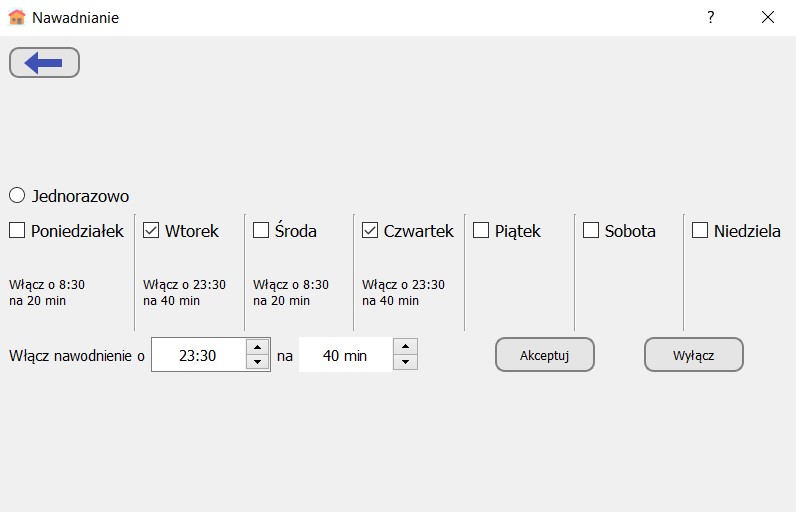 Nawadnianie ?
Jednorazowo
Poniedziałek Wtorek Środa Czwartek Piątek Sobota Niedziela
Włącz o 8:30 Włącz o 23:30 Włącz o 8:30 Włącz o 23:30
na 20 min na 40 min na 20 min na 40 min
Włącz nawodnienie o 23:30 na 40 min Akceptuj Wyłącz